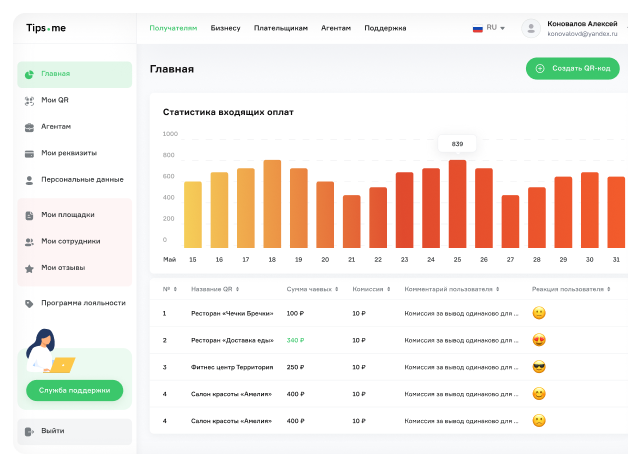 Tips•me
Получателям Бизнесу Плательщикам Агентам Поддержка
RU
Коновалов Алексей
konovalovd@yandex.ru
Главная
Мои QR
Агентам
Мои реквизиты
Персональные данные
Мои площадки
Мои сотрудники
Мои отзывы
Программа лояльности
Служба поддержки
Выйти
Главная
Создать QR-код
Статистика входящих оплат
1000
800
600
400
200
0
839
Май 15 16 17 18 19 20 21 22 23 24 25 26 27 28 29 30 31
№ Название QR Сумма чаевых Комиссия Комментарий пользователя Реакция пользователя
1 Ресторан «Чечки Бречки» 100 ₽ 10 ₽ Комиссия за вывод одинаково для ...
2 Ресторан «Доставка еды» 340 ₽ 10 ₽ Комиссия за вывод одинаково для ...
3 Фитнес центр Территория 250 ₽ 10 ₽ Комиссия за вывод одинаково для ...
4 Салон красоты «Амелия» 400 ₽ 10 ₽ Комиссия за вывод одинаково для ...
4 Салон красоты «Амелия» 400 ₽ 10 ₽ Комиссия за вывод одинаково для ...